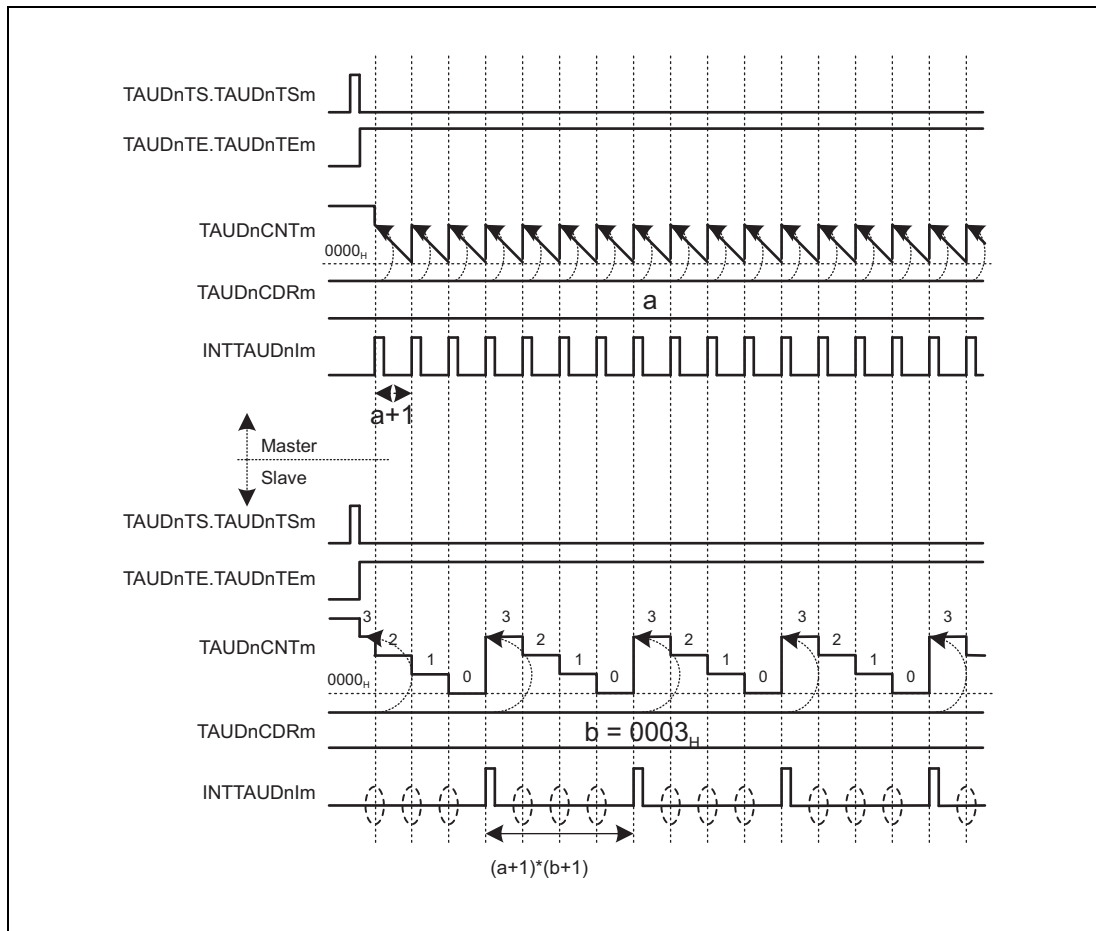 TAUDnTS.TAUDnTSm
TAUDnTE.TAUDnTEm
TAUDnCNTm
0000H
TAUDnCDRm
a
INTTAUDnIm
a+1
Master
Slave
TAUDnTS.TAUDnTSm
TAUDnTE.TAUDnTEm
3 3 3 3 3
TAUDnCNTm
2 2 2 2
1 1 1 1
0 0 0 0
0000H
TAUDnCDRm
b = 0003H
INTTAUDnIm
(a+1)*(b+1)